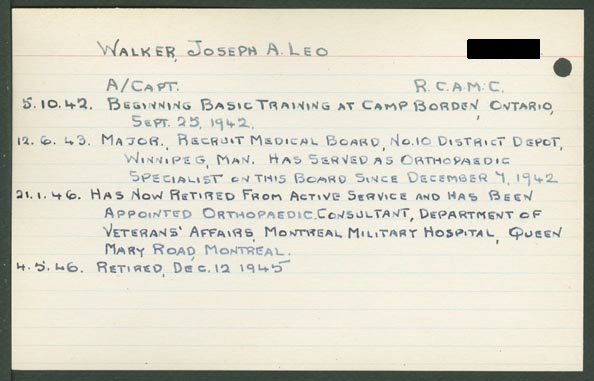 WALKER, JOSEPH A. LEO
A/CAPT. R.C.A.M.C.
5.10.42. BEGINNING BASIC TRAINING AT CAMP BORDEN, ONTARIO,
SEPT. 25, 1942.
12.6.43. MAJOR., RECRUIT MEDICAL BOARD, NO.10 DISTRICT DEPOT,
WINNIPEG, MAN. HAS SERVED AS ORTHOPAEDIC
SPECIALIST ON THIS BOARD SINCE DECEMBER 7, 1942
21.1.46. HAS NOW RETIRED FROM ACTIVE SERVICE AND HAS BEEN
APPOINTED ORTHOPAEDIC CONSULTANT, DEPARTMENT OF
VETERANS' AFFAIRS, MONTREAL MILITARY HOSPITAL, QUEEN
MARY ROAD, MONTREAL.
4.5.46. RETIRED, DEC. 12 1945